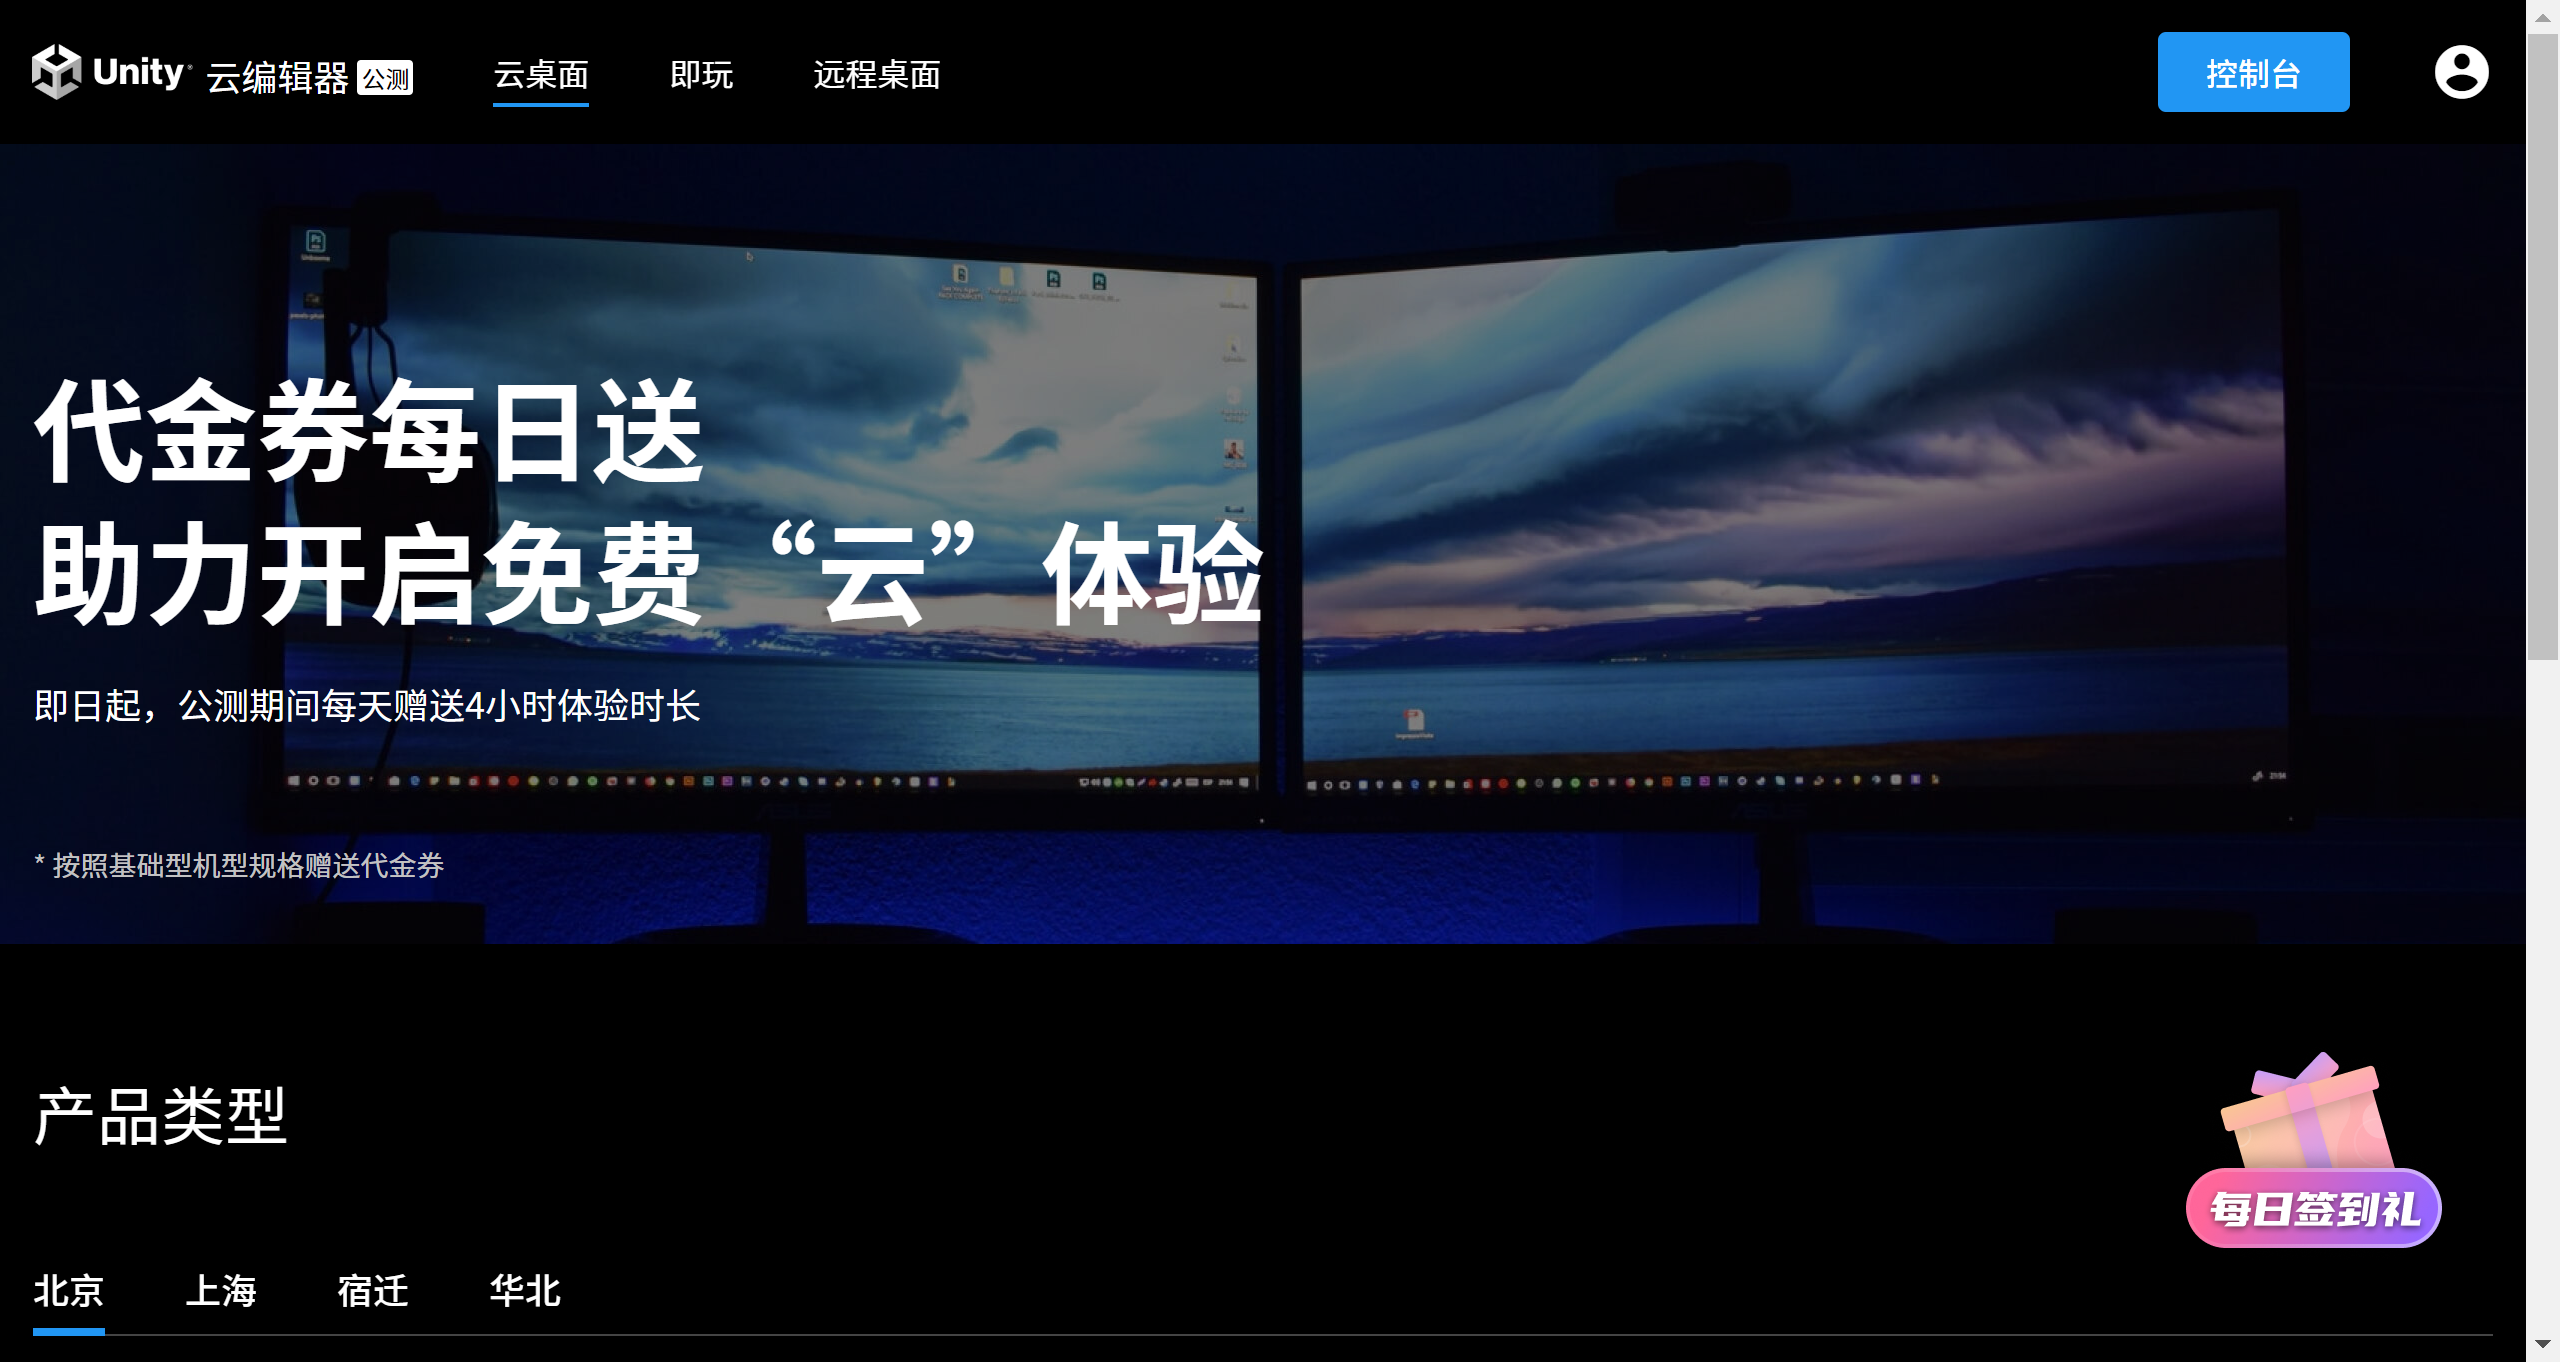 Unity 云编辑器 公测
云桌面
即玩
远程桌面
控制台
代金券每日送
助力开启免费“云”体验
即日起，公测期间每天赠送4小时体验时长
* 按照基础型机型规格赠送代金券
产品类型
每日签到礼
北京
上海
宿迁
华北